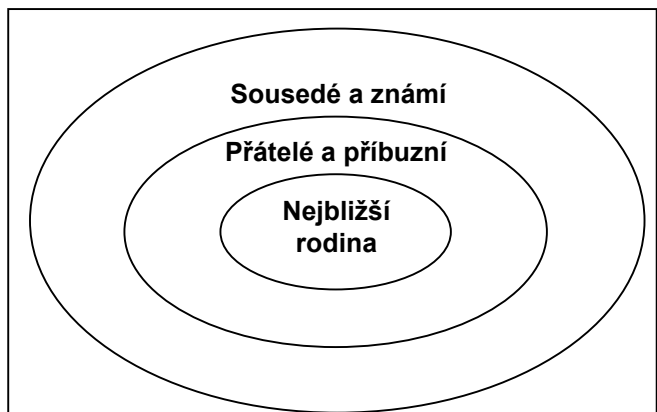 Sousedé a známí
Přátelé a příbuzní
Nejbližší
rodina